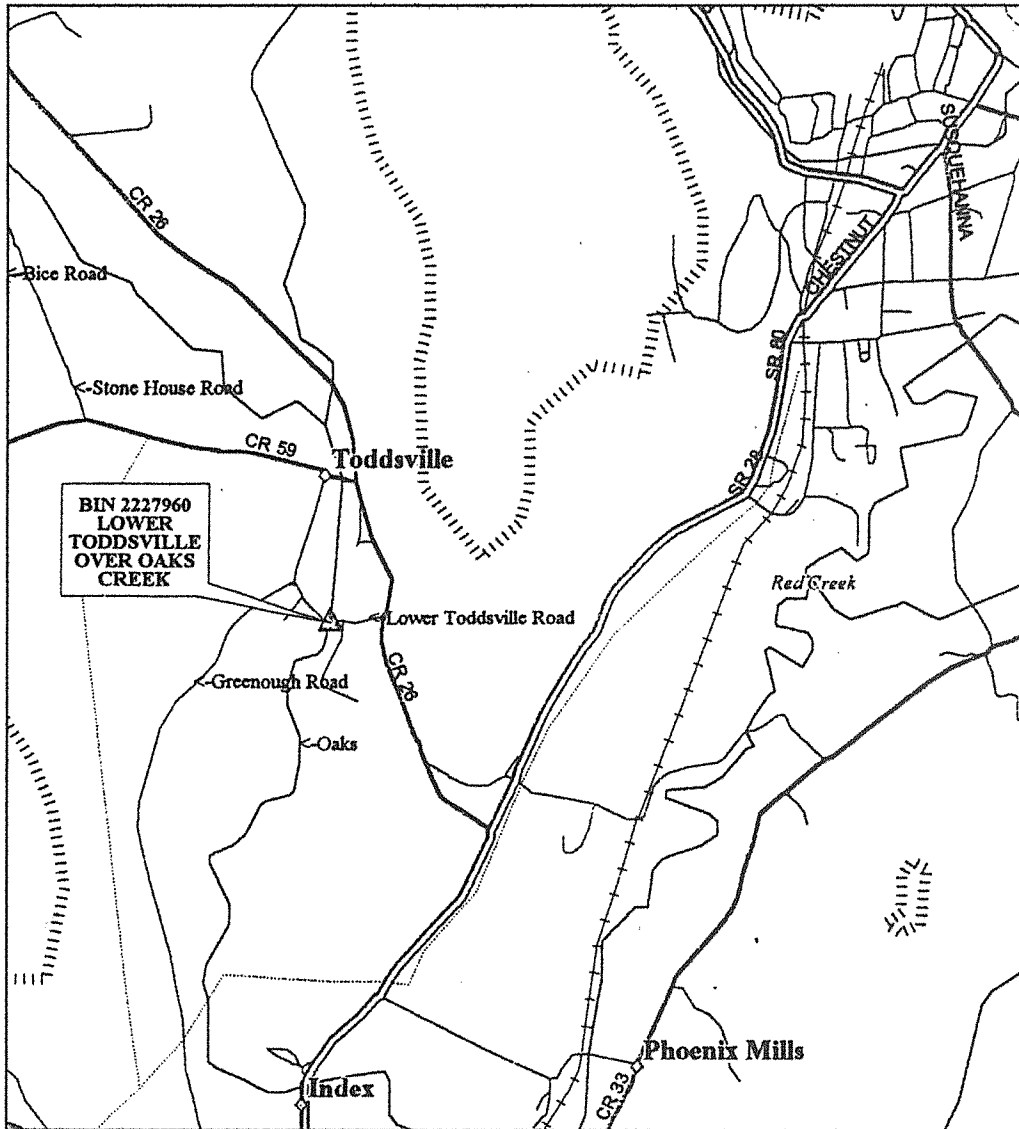 SUSQUEHANNA
CR 26
CHESTNUT
<-Bice Road
SR 80
<-Stone House Road
CR 59
Toddsville
SR 28
BIN 2227960
LOWER
TODDSVILLE
OVER OAKS
CREEK
Red Creek
<-Lower Toddsville Road
CR 26
<-Greenough Road
<-Oaks
Phoenix Mills
Index
CR 33